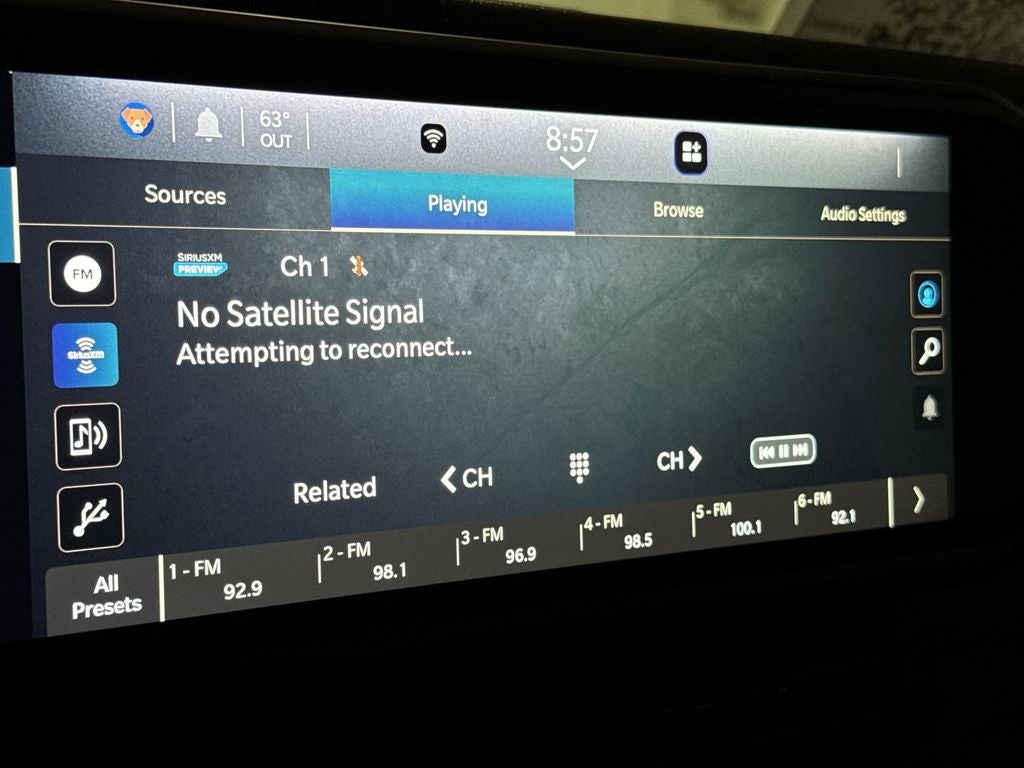 63°
OUT
8:57
Sources
Playing
Browse
Audio Settings
FM
SIRIUSXM
PREVIEW
Ch 1
SiriusXM
No Satellite Signal
Attempting to reconnect...
Related
CH
CH
All
Presets
1 - FM
92.9
2 - FM
98.1
3 - FM
96.9
4 - FM
98.5
5 - FM
100.1
6 - FM
92.1